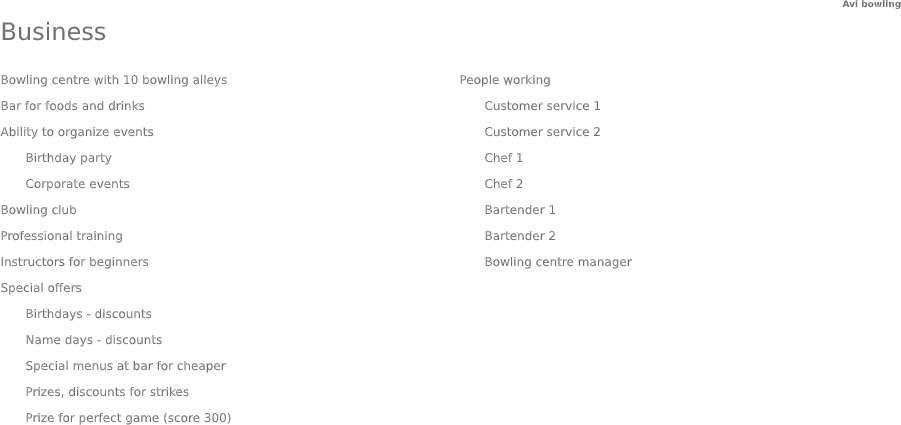 Avi bowling
Business
Bowling centre with 10 bowling alleys
Bar for foods and drinks
Ability to organize events
Birthday party
Corporate events
Bowling club
Professional training
Instructors for beginners
Special offers
Birthdays - discounts
Name days - discounts
Special menus at bar for cheaper
Prizes, discounts for strikes
Prize for perfect game (score 300)
People working
Customer service 1
Customer service 2
Chef 1
Chef 2
Bartender 1
Bartender 2
Bowling centre manager